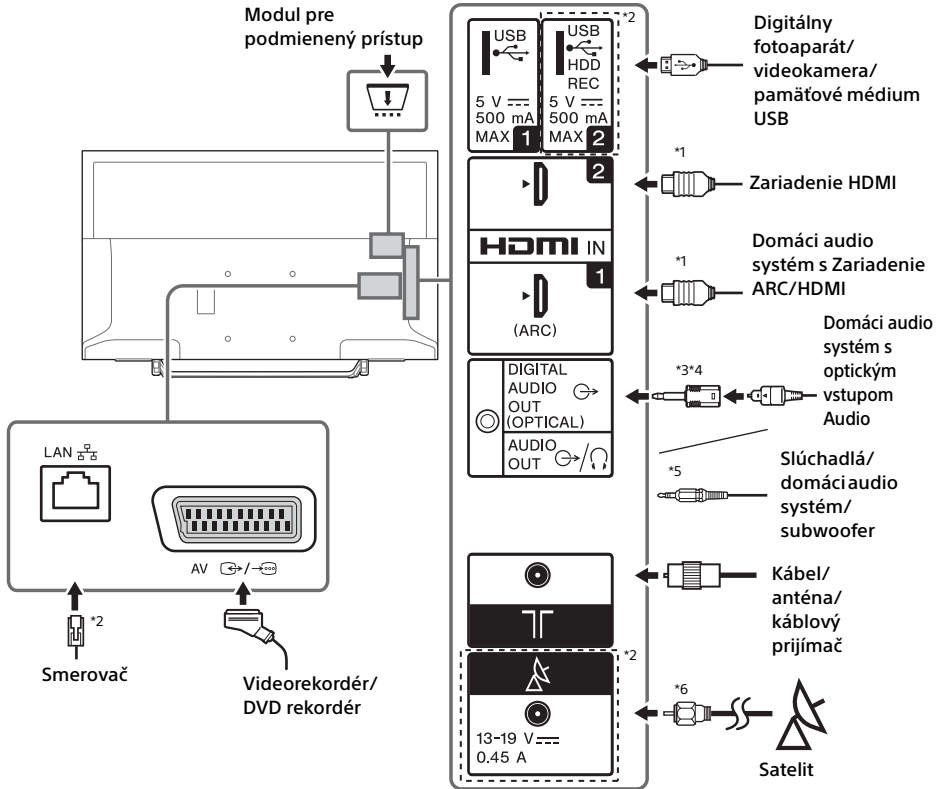 Modul pre
podmienený prístup
USB
5 V
500 mA
MAX 1
*2
USB
HDD
REC
5 V
500 mA
MAX 2
Digitálny
fotoaparát/
videokamera/
pamäťové médium
USB
2
*1
Zariadenie HDMI
HDMI IN
1
(ARC)
*1
Domáci audio
systém s Zariadenie
ARC/HDMI
DIGITAL
AUDIO
OUT
(OPTICAL)
*3*4
Domáci audio
systém s
optickým
vstupom
Audio
AUDIO
OUT
*5
Slúchadlá/
domáci audio
systém/
subwoofer
LAN
AV
*2
Smerovač
Videorekordér/
DVD rekordér
Kábel/
anténa/
káblový
prijímač
*2
13-19 V
0.45 A
*6
Satelit